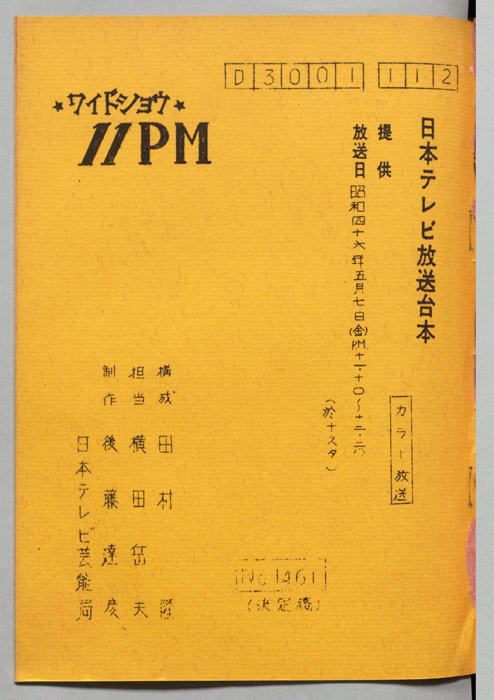 D3001 112
日本テレビ放送台本
カラー放送
提供
放送日 昭和四十六年五月七日(金)PM.十一・十〇〜十二・六
(於十スタ)
★ワイドショウ★
11PM
構成 田村 隆
担当 横田岳夫
制作 後藤達彦
日本テレビ芸能局
No.1461
(決定稿)